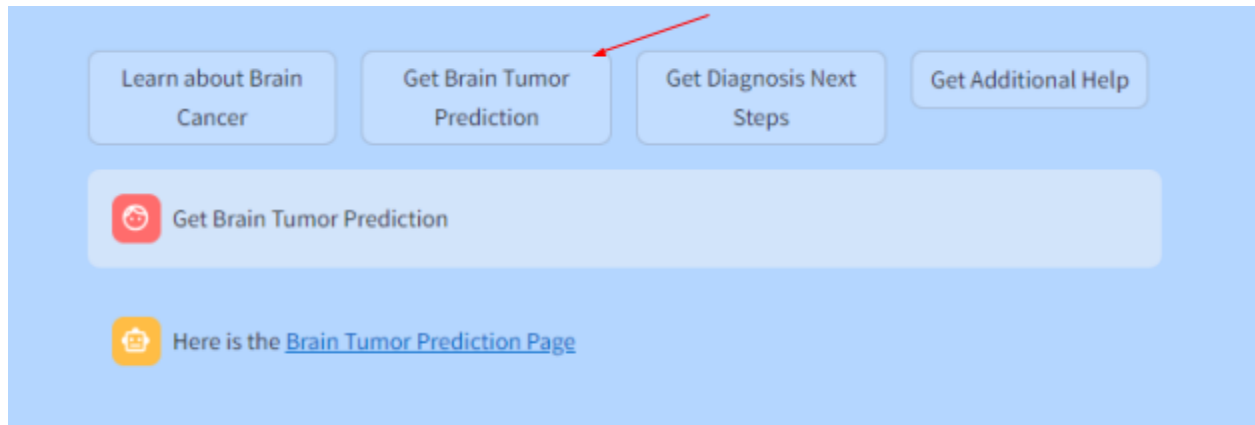 Learn about Brain
Cancer
Get Brain Tumor
Prediction
Get Diagnosis Next
Steps
Get Additional Help
Get Brain Tumor Prediction
Here is the Brain Tumor Prediction Page